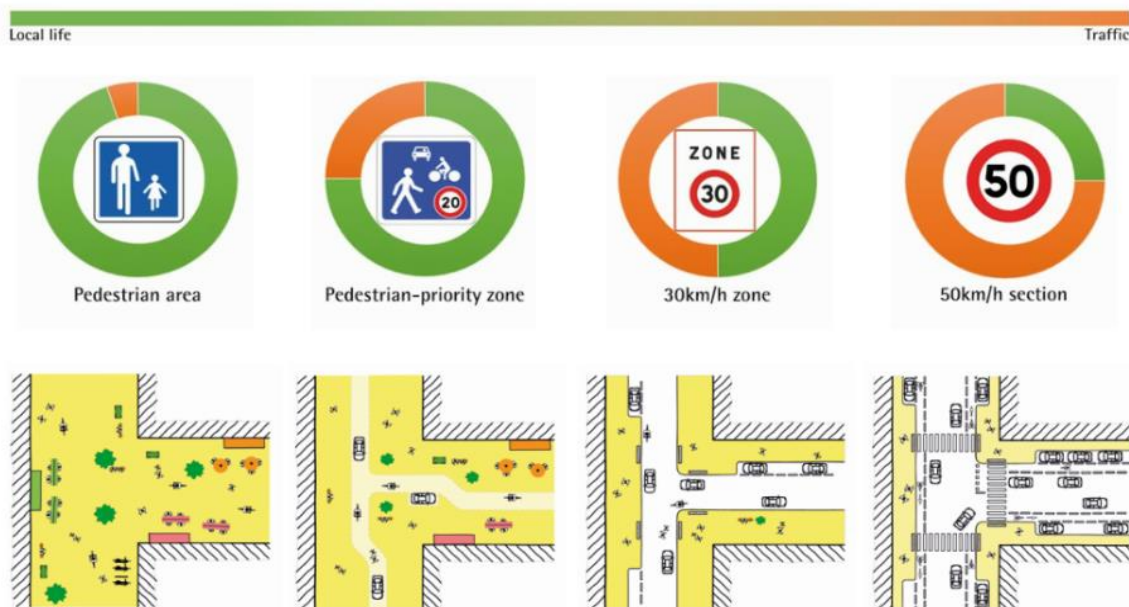 Local life
Traffic
20
ZONE
30
50
Pedestrian area
Pedestrian-priority zone
30km/h zone
50km/h section